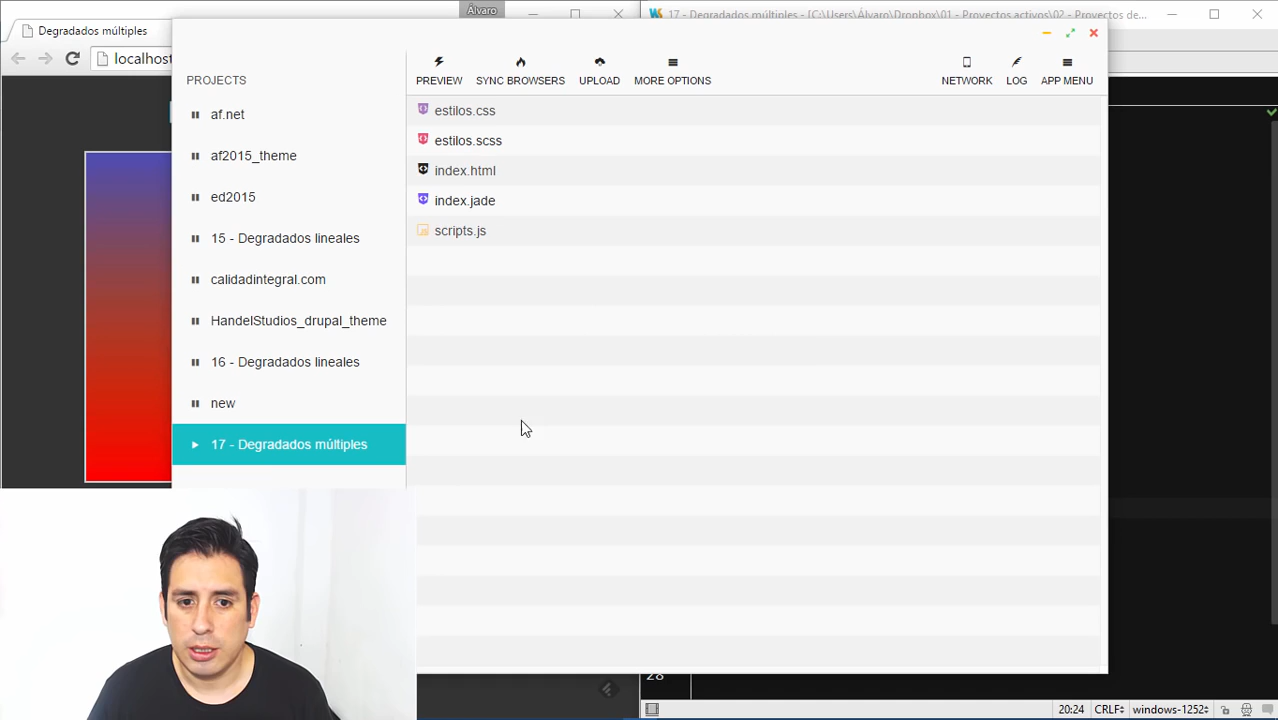 Álvaro
17 - Degradados múltiples - [C:\Users\Álvaro\Dropbox\01 - Proyectos activos\02 - Proyectos de...
Degradados múltiples
localhost
PROJECTS
PREVIEW
SYNC BROWSERS
UPLOAD
MORE OPTIONS
NETWORK
LOG
APP MENU
af.net
af2015_theme
ed2015
15 - Degradados lineales
calidadintegral.com
HandelStudios_drupal_theme
16 - Degradados lineales
new
17 - Degradados múltiples
estilos.css
estilos.scss
index.html
index.jade
scripts.js
28
20:24 CRLF windows-1252